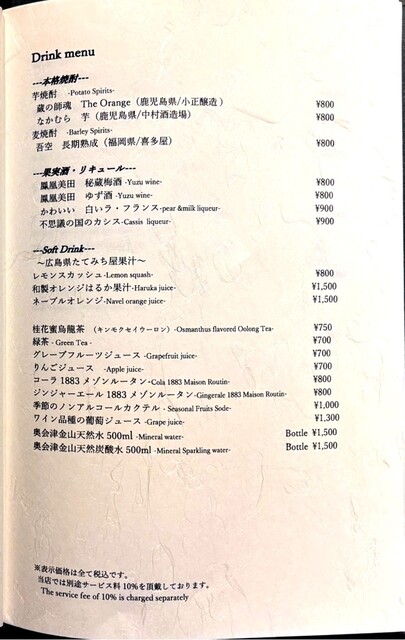 Drink menu
---本格焼酎---
芋焼酎 -Potato Spirits-
蔵の師魂 The Orange（鹿児島県/小正醸造） ¥800
なかむら 芋（鹿児島県/中村酒造場） ¥800
麦焼酎 -Barley Spirits-
吾空 長期熟成（福岡県/喜多屋） ¥800
---果実酒・リキュール---
鳳凰美田 秘蔵梅酒 -Yuzu wine- ¥800
鳳凰美田 ゆず酒 -Yuzu wine- ¥800
かわいい 白いラ・フランス-pear &milk liqueur- ¥900
不思議の国のカシス-Cassis liqueur- ¥900
---Soft Drink---
～広島県たてみち屋果汁～
レモンスカッシュ-Lemon squash- ¥800
和製オレンジはるか果汁-Haruka juice- ¥1,500
ネーブルオレンジ-Navel orange juice- ¥1,500
桂花蜜烏龍茶 （キンモクセイウーロン）-Osmanthus flavored Oolong Tea- ¥750
緑茶 - Green Tea - ¥700
グレープフルーツジュース -Grapefruit juice- ¥700
りんごジュース -Apple juice- ¥700
コーラ 1883 メゾンルータン-Cola 1883 Maison Routin- ¥800
ジンジャーエール 1883 メゾンルータン-Gingerale 1883 Maison Routin- ¥800
季節のノンアルコールカクテル - Seasonal Fruits Sode- ¥1,000
ワイン品種の葡萄ジュース -Grape juice- ¥1,300
奥会津金山天然水 500ml -Mineral water- Bottle ¥1,500
奥会津金山天然炭酸水 500ml -Mineral Sparkling water- Bottle ¥1,500
※表示価格は全て税込です。
当店では別途サービス料 10%を頂戴しております。
The service fee of 10% is charged separately